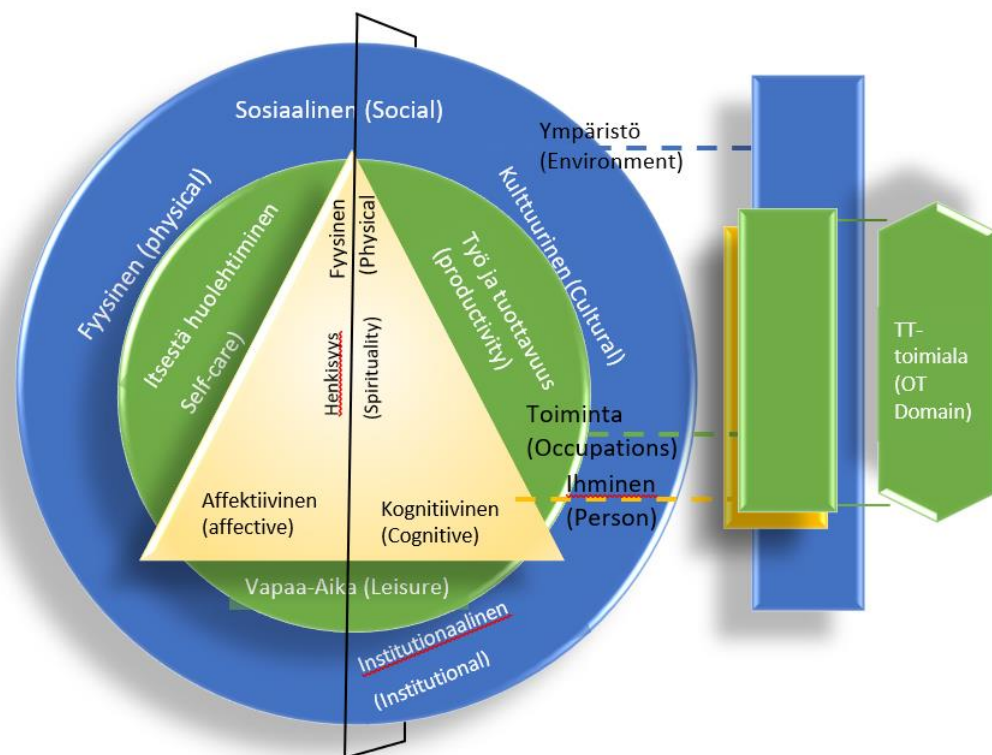 Sosiaalinen (Social)
Fyysinen (physical)
Kulttuurinen (Cultural)
Itsestä huolehtiminen
Self-care)
Fyysinen
(Physical
Työ ja tuottavuus
(productivity)
Henkisyys
(Spirituality)
Affektiivinen
(affective)
Kognitiivinen
(Cognitive)
Vapaa-Aika (Leisure)
Institutionaalinen
(Institutional)
Ympäristö
(Environment)
Toiminta
(Occupations)
Ihminen
(Person)
TT-
toimiala
(OT
Domain)